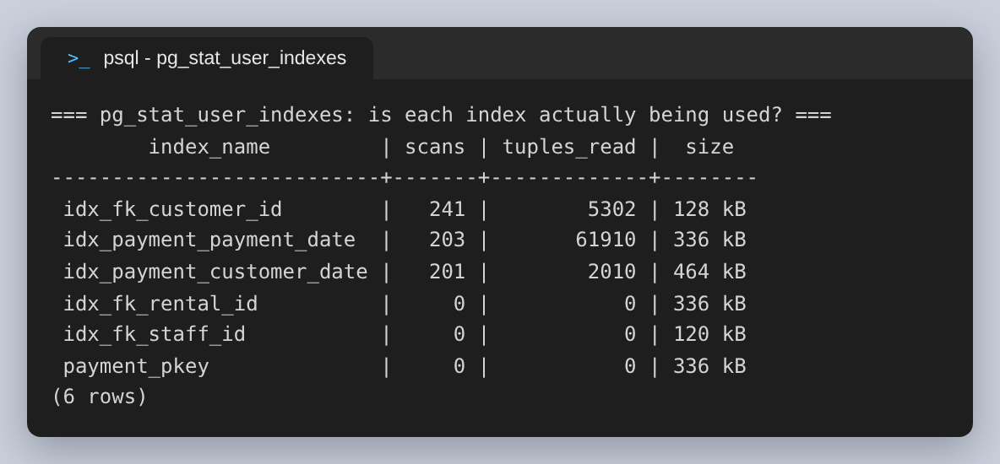 >_ psql - pg_stat_user_indexes
=== pg_stat_user_indexes: is each index actually being used? ===
        index_name         | scans | tuples_read |  size
---------------------------+-------+-------------+--------
 idx_fk_customer_id        |   241 |        5302 | 128 kB
 idx_payment_payment_date  |   203 |       61910 | 336 kB
 idx_payment_customer_date |   201 |        2010 | 464 kB
 idx_fk_rental_id          |     0 |           0 | 336 kB
 idx_fk_staff_id           |     0 |           0 | 120 kB
 payment_pkey              |     0 |           0 | 336 kB
(6 rows)